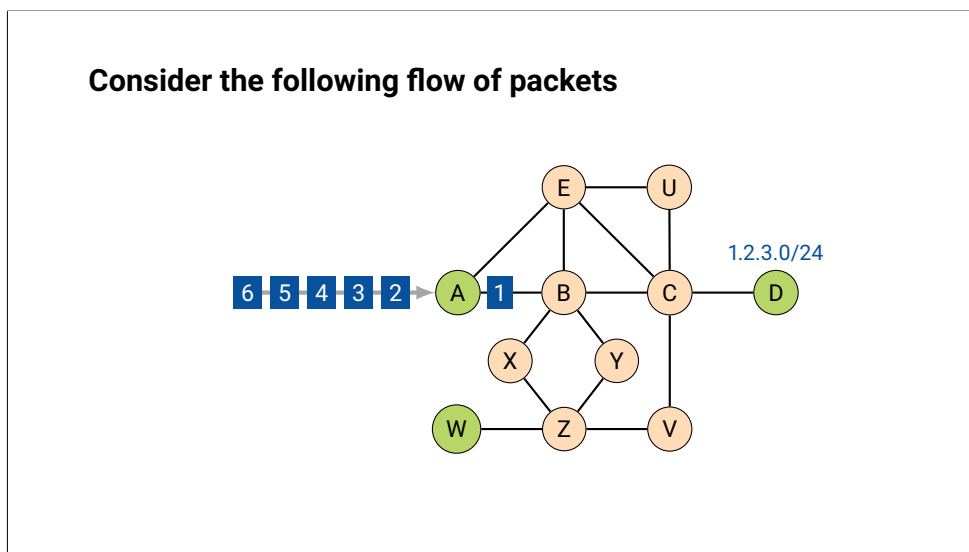 Consider the following flow of packets
E U
1.2.3.0/24
6 5 4 3 2 A 1 B C D
X Y
W Z V